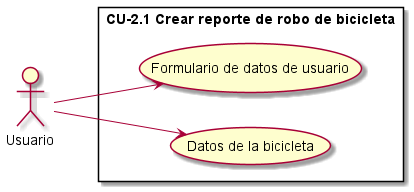 CU-2.1 Crear reporte de robo de bicicleta
Formulario de datos de usuario
Usuario
Datos de la bicicleta